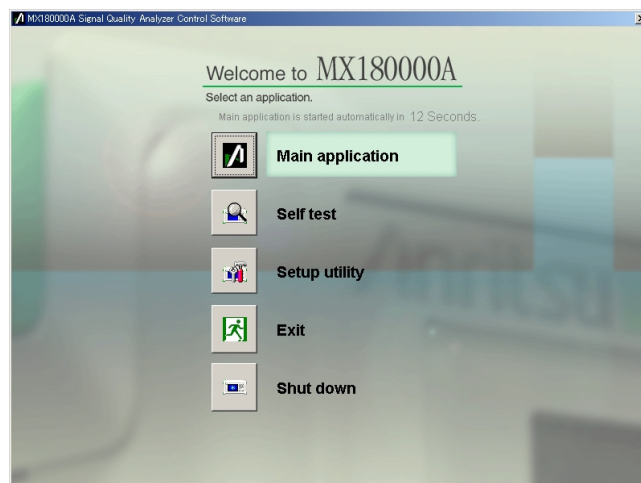 MX180000A Signal Quality Analyzer Control Software
Welcome to MX180000A
Select an application.
Main application is started automatically in 12 Seconds.
Main application
Self test
Setup utility
Exit
Shut down
Anritsu